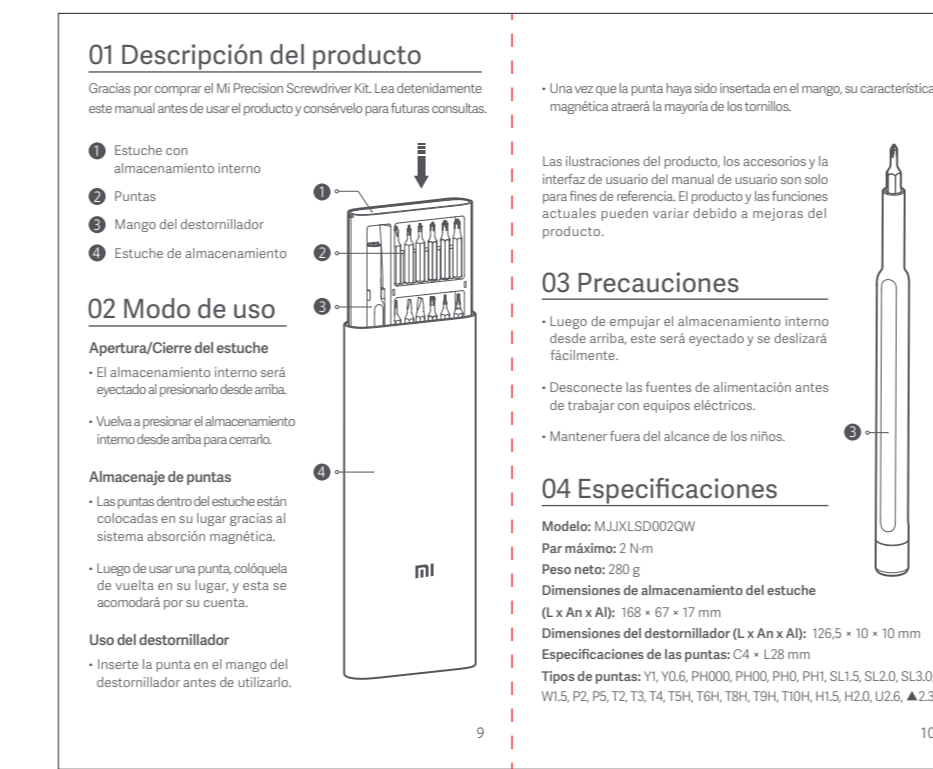 01 Descripción del producto
Gracias por comprar el Mi Precision Screwdriver Kit. Lea detenidamente
este manual antes de usar el producto y consérvelo para futuras consultas.
1 Estuche con
almacenamiento interno
2 Puntas
3 Mango del destornillador
4 Estuche de almacenamiento
1
2
3
4
mi
02 Modo de uso
Apertura/Cierre del estuche
• El almacenamiento interno será
eyectado al presionarlo desde arriba.
• Vuelva a presionar el almacenamiento
interno desde arriba para cerrarlo.
Almacenaje de puntas
• Las puntas dentro del estuche están
colocadas en su lugar gracias al
sistema absorción magnética.
• Luego de usar una punta, colóquela
de vuelta en su lugar, y esta se
acomodará por su cuenta.
Uso del destornillador
• Inserte la punta en el mango del
destornillador antes de utilizarlo.
9
• Una vez que la punta haya sido insertada en el mango, su característica
magnética atraerá la mayoría de los tornillos.
Las ilustraciones del producto, los accesorios y la
interfaz de usuario del manual de usuario son solo
para fines de referencia. El producto y las funciones
actuales pueden variar debido a mejoras del
producto.
03 Precauciones
• Luego de empujar el almacenamiento interno
desde arriba, este será eyectado y se deslizará
fácilmente.
• Desconecte las fuentes de alimentación antes
de trabajar con equipos eléctricos.
• Mantener fuera del alcance de los niños.
3
04 Especificaciones
Modelo: MJJXLSD002QW
Par máximo: 2 N·m
Peso neto: 280 g
Dimensiones de almacenamiento del estuche
(L x An x Al): 168 × 67 × 17 mm
Dimensiones del destornillador (L x An x Al): 126,5 × 10 × 10 mm
Especificaciones de las puntas: C4 × L28 mm
Tipos de puntas: Y1, Y0.6, PH000, PH00, PH0, PH1, SL1.5, SL2.0, SL3.0,
W1.5, P2, P5, T2, T3, T4, T5H, T6H, T8H, T9H, T10H, H1.5, H2.0, U2.6, ▲2.3
10